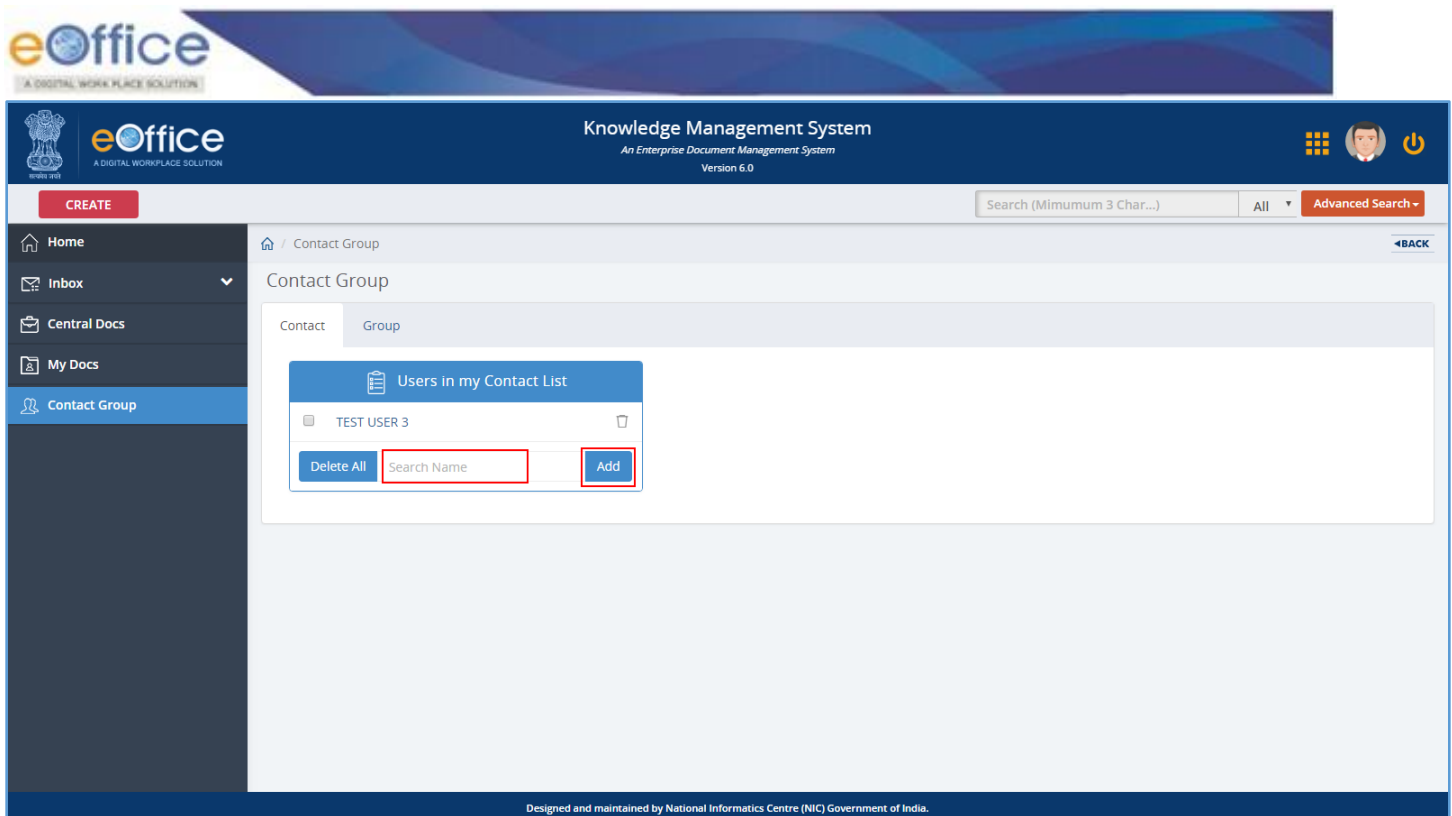 eOffice
A DIGITAL WORK PLACE SOLUTION
सत्यमेव जयते
eOffice
A DIGITAL WORKPLACE SOLUTION
Knowledge Management System
An Enterprise Document Management System
Version 6.0
CREATE
Search (Mimumum 3 Char...)
All
Advanced Search
Home
Inbox
Central Docs
My Docs
Contact Group
/ Contact Group
BACK
Contact Group
Contact Group
Users in my Contact List
TEST USER 3
Delete All
Search Name
Add
Designed and maintained by National Informatics Centre (NIC) Government of India.